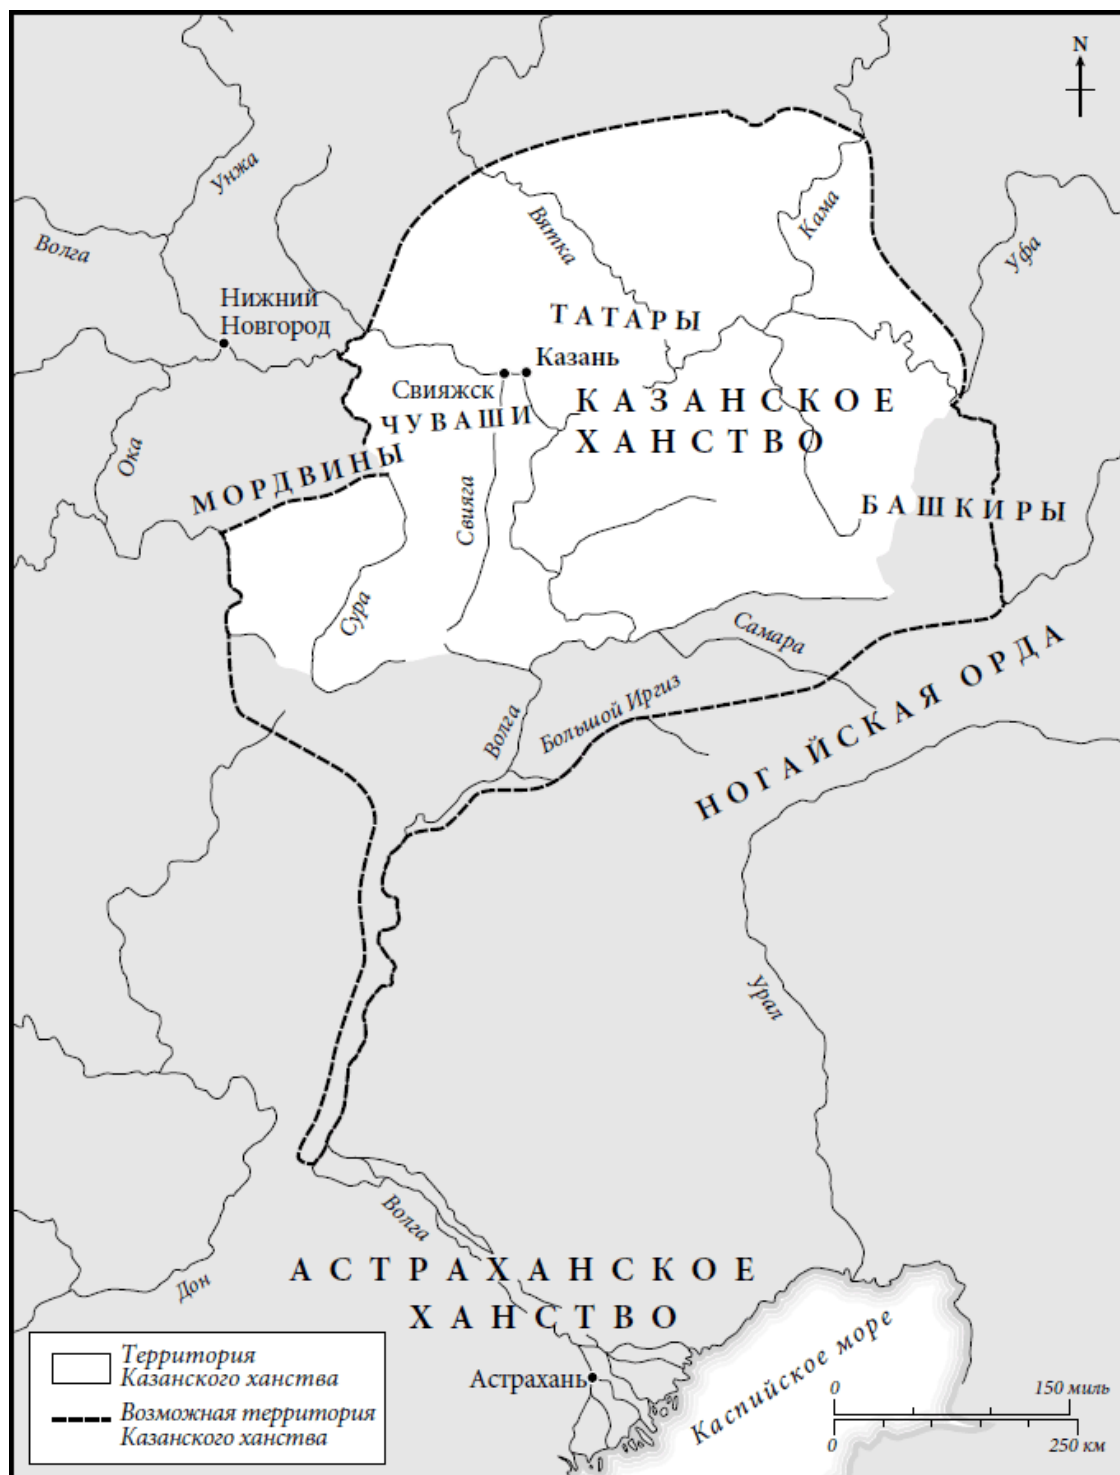 N
Унжа
Волга
Вятка
Кама
Уфа
Нижний
Новгород
ТАТАРЫ
Казань
Свияжск
КАЗАНСКОЕ
ХАНСТВО
ЧУВАШИ
Ока
МОРДВИНЫ
Свияга
БАШКИРЫ
Сура
Самара
НОГАЙСКАЯ ОРДА
Волга
Большой Иргиз
Урал
Волга
Дон
АСТРАХАНСКОЕ
ХАНСТВО
Астрахань
Каспийское море
Территория
Казанского ханства
Возможная территория
Казанского ханства
0 150 миль
0 250 км